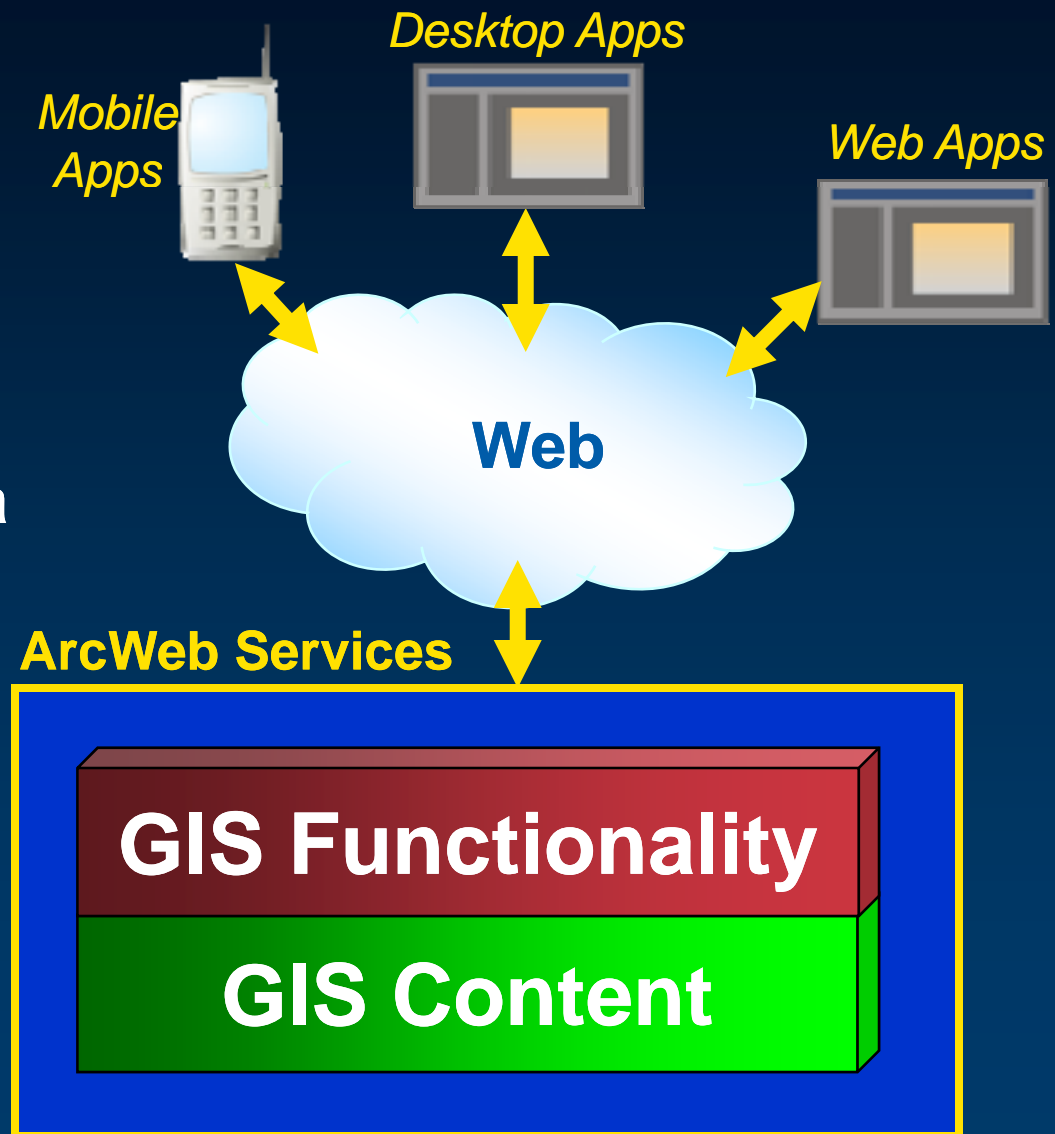 Desktop Apps
Mobile
Apps
Web Apps
Web
ArcWeb Services
GIS Functionality
GIS Content